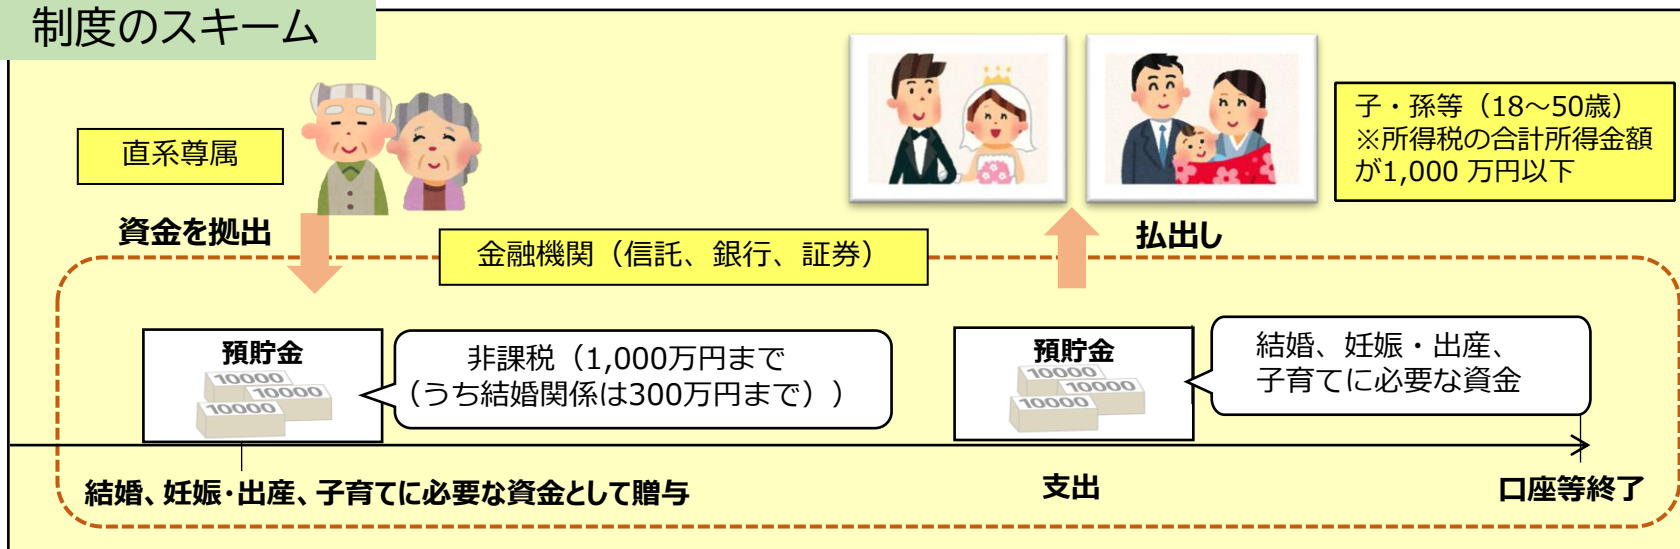 制度のスキーム
直系尊属
資金を拠出
金融機関（信託、銀行、証券）
払出し
子・孫等（18～50歳）
※所得税の合計所得金額
が1,000 万円以下
預貯金
10000
10000
10000
非課税（1,000万円まで
（うち結婚関係は300万円まで））
預貯金
10000
10000
10000
結婚、妊娠・出産、
子育てに必要な資金
結婚、妊娠・出産、子育てに必要な資金として贈与
支出
口座等終了